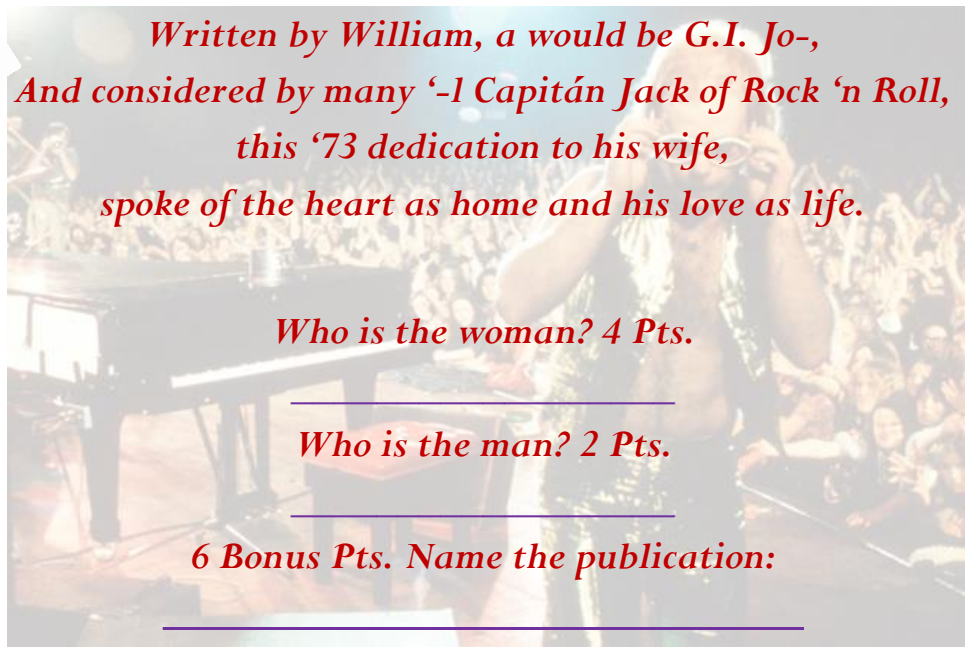 Written by William, a would be G.I. Jo-,
And considered by many ‘-l Capitán Jack of Rock ‘n Roll,
this ‘73 dedication to his wife,
spoke of the heart as home and his love as life.
Who is the woman? 4 Pts.
Who is the man? 2 Pts.
6 Bonus Pts. Name the publication: